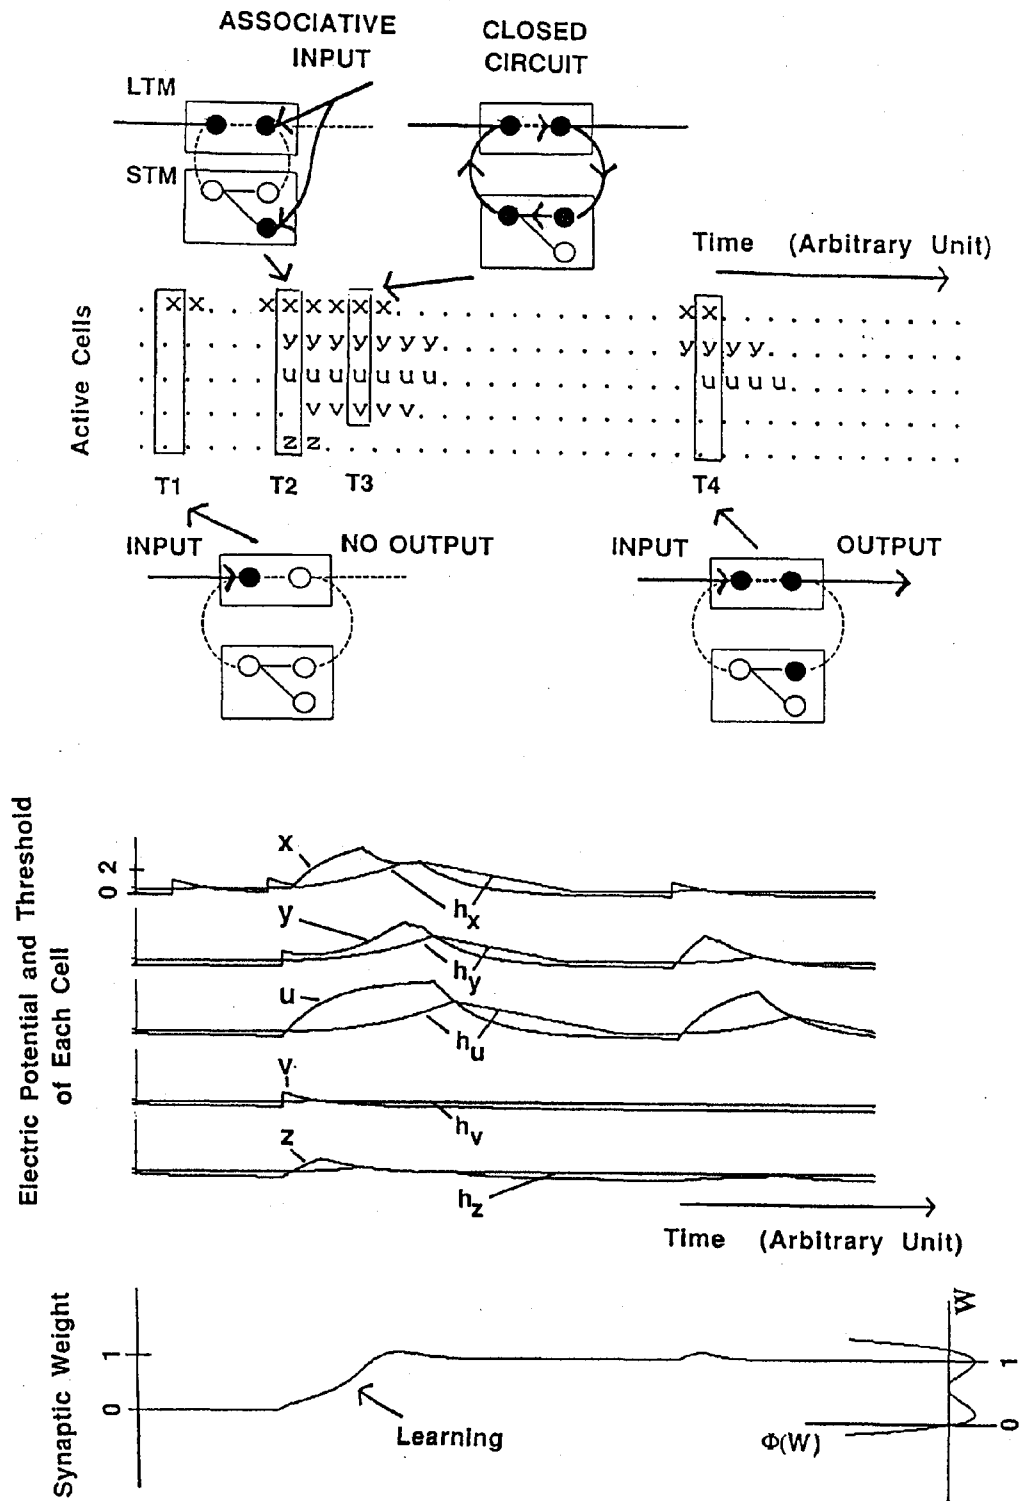 ASSOCIATIVE
INPUT
CLOSED
CIRCUIT
LTM
STM
Time (Arbitrary Unit)
Active Cells
. x x . . . x x x x x x . . . . . . . . . . . . x x . . . . . . . . . .
. . . . . . y y y y y y y . . . . . . . . . . y y y y . . . . . . . .
. . . . . . u u u u u u u . . . . . . . . . . . u u u u . . . . . . .
. . . . . . . v v v v v . . . . . . . . . . . . . . . . . . . . . . .
. . . . . . z z . . . . . . . . . . . . . . . . . . . . . . . . . . .
T1 T2 T3 T4
INPUT NO OUTPUT INPUT OUTPUT
Electric Potential and Threshold
of Each Cell
0 2
x
hx
y
hy
u
hu
v
hv
z
hz
Time (Arbitrary Unit)
Synaptic Weight
1
0
Learning
W
1
0
Φ(W)